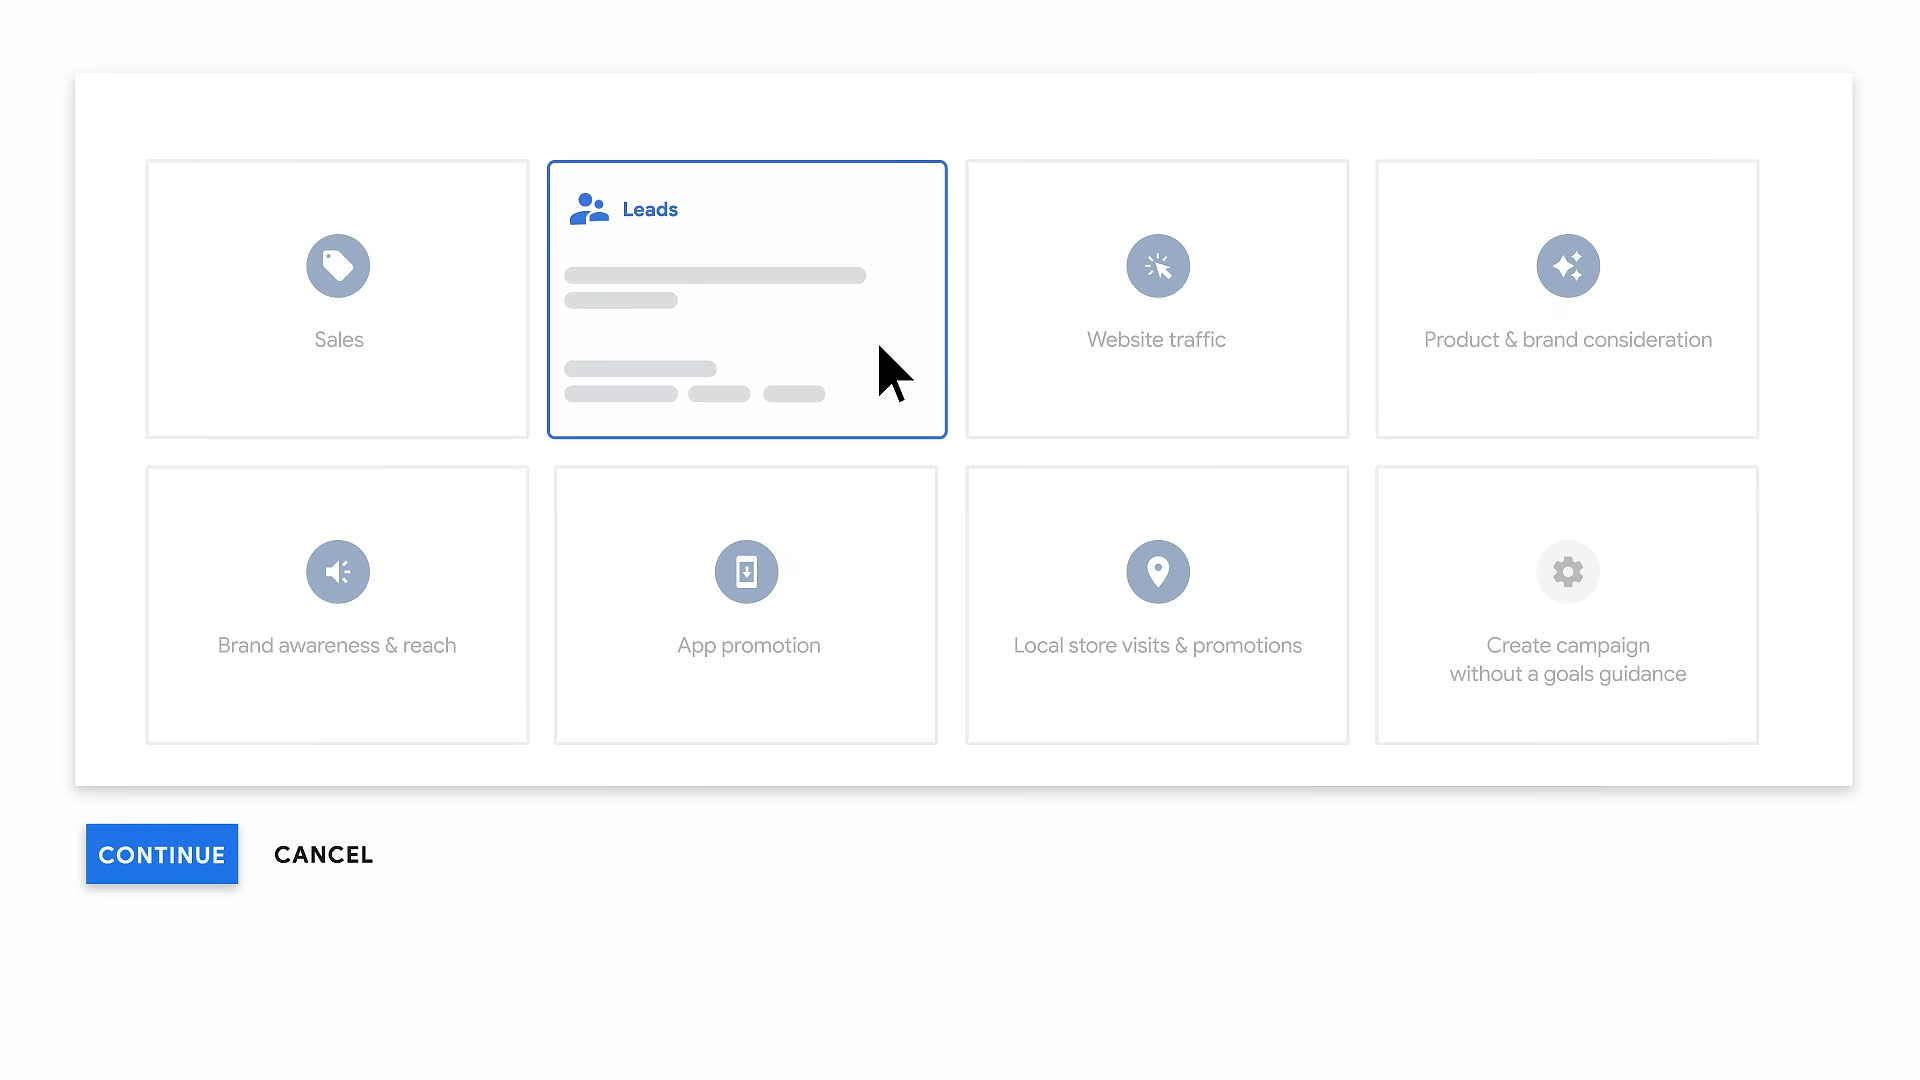 Leads
Sales
Website traffic
Product & brand consideration
Brand awareness & reach
App promotion
Local store visits & promotions
Create campaign
without a goals guidance
CONTINUE
CANCEL